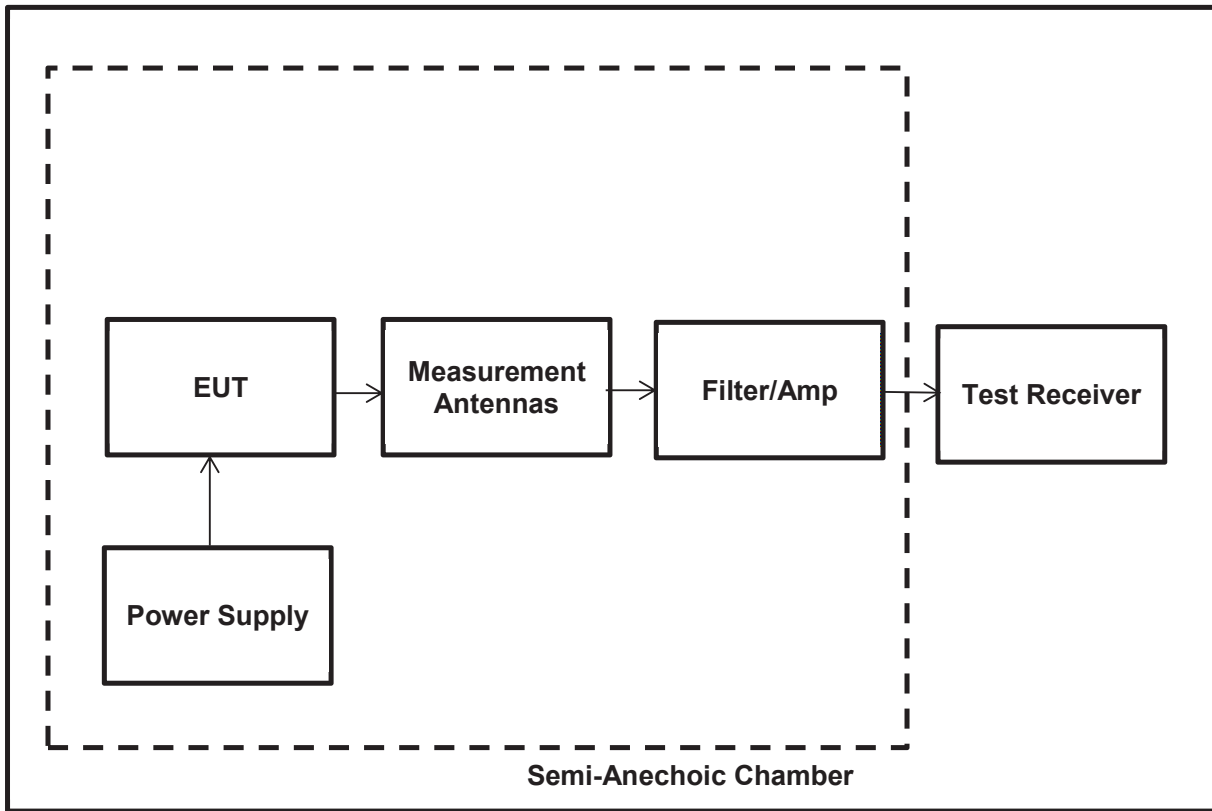 EUT
Measurement
Antennas
Filter/Amp
Test Receiver
Power Supply
Semi-Anechoic Chamber